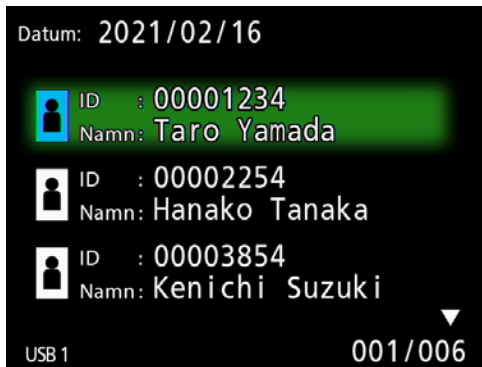 Datum: 2021/02/16
ID : 00001234
Namn: Taro Yamada
ID : 00002254
Namn: Hanako Tanaka
ID : 00003854
Namn: Kenichi Suzuki
USB 1 001/006